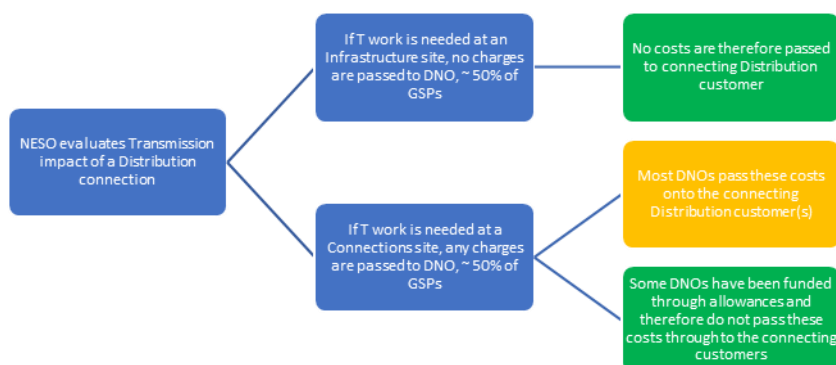 NESO evaluates Transmission
impact of a Distribution
connection
If T work is needed at an
Infrastructure site, no charges
are passed to DNO, ~ 50% of
GSPs
No costs are therefore passed
to connecting Distribution
customer
If T work is needed at a
Connections site, any charges
are passed to DNO, ~ 50% of
GSPs
Most DNOs pass these costs
onto the connecting
Distribution customer(s)
Some DNOs have been funded
through allowances and
therefore do not pass these
costs through to the connecting
customers